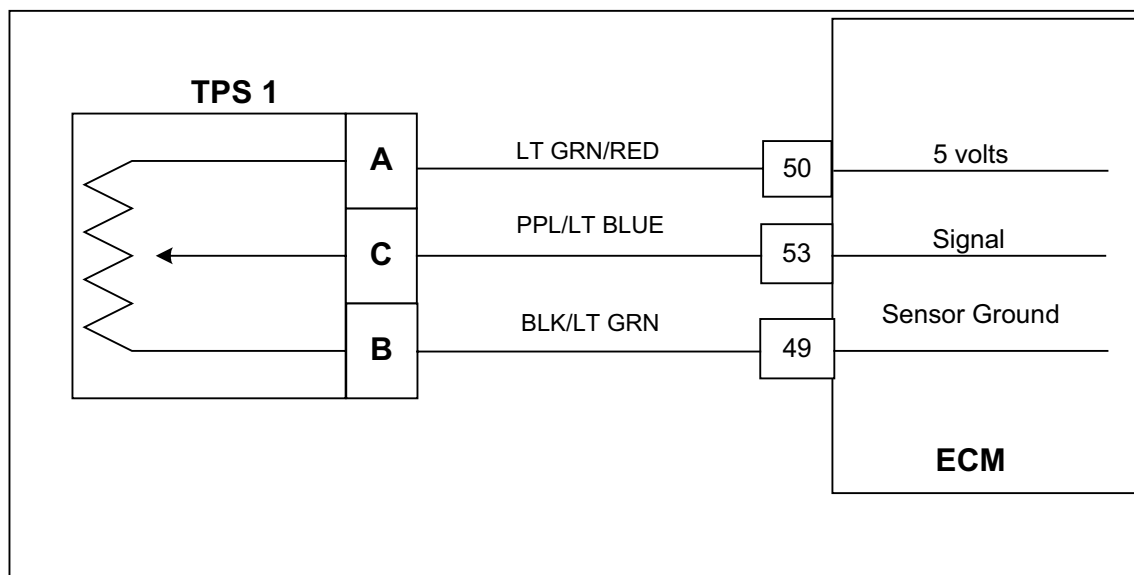 TPS 1
A
LT GRN/RED
50
5 volts
C
PPL/LT BLUE
53
Signal
B
BLK/LT GRN
49
Sensor Ground
ECM